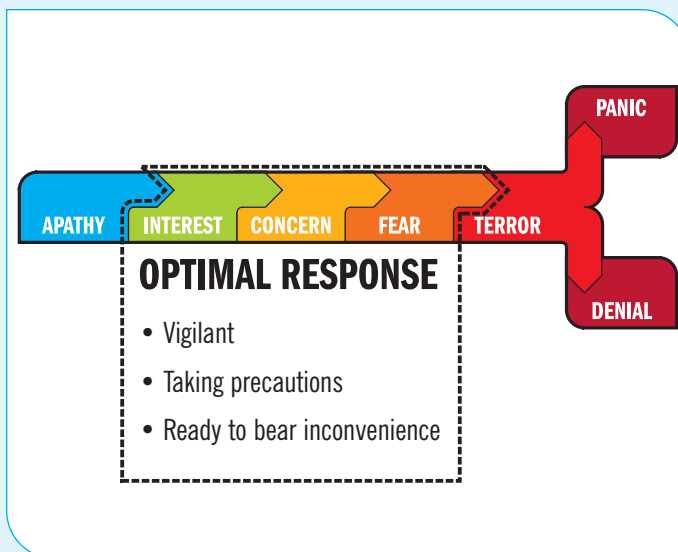 PANIC
APATHY INTEREST CONCERN FEAR TERROR
OPTIMAL RESPONSE
• Vigilant
• Taking precautions
• Ready to bear inconvenience
DENIAL